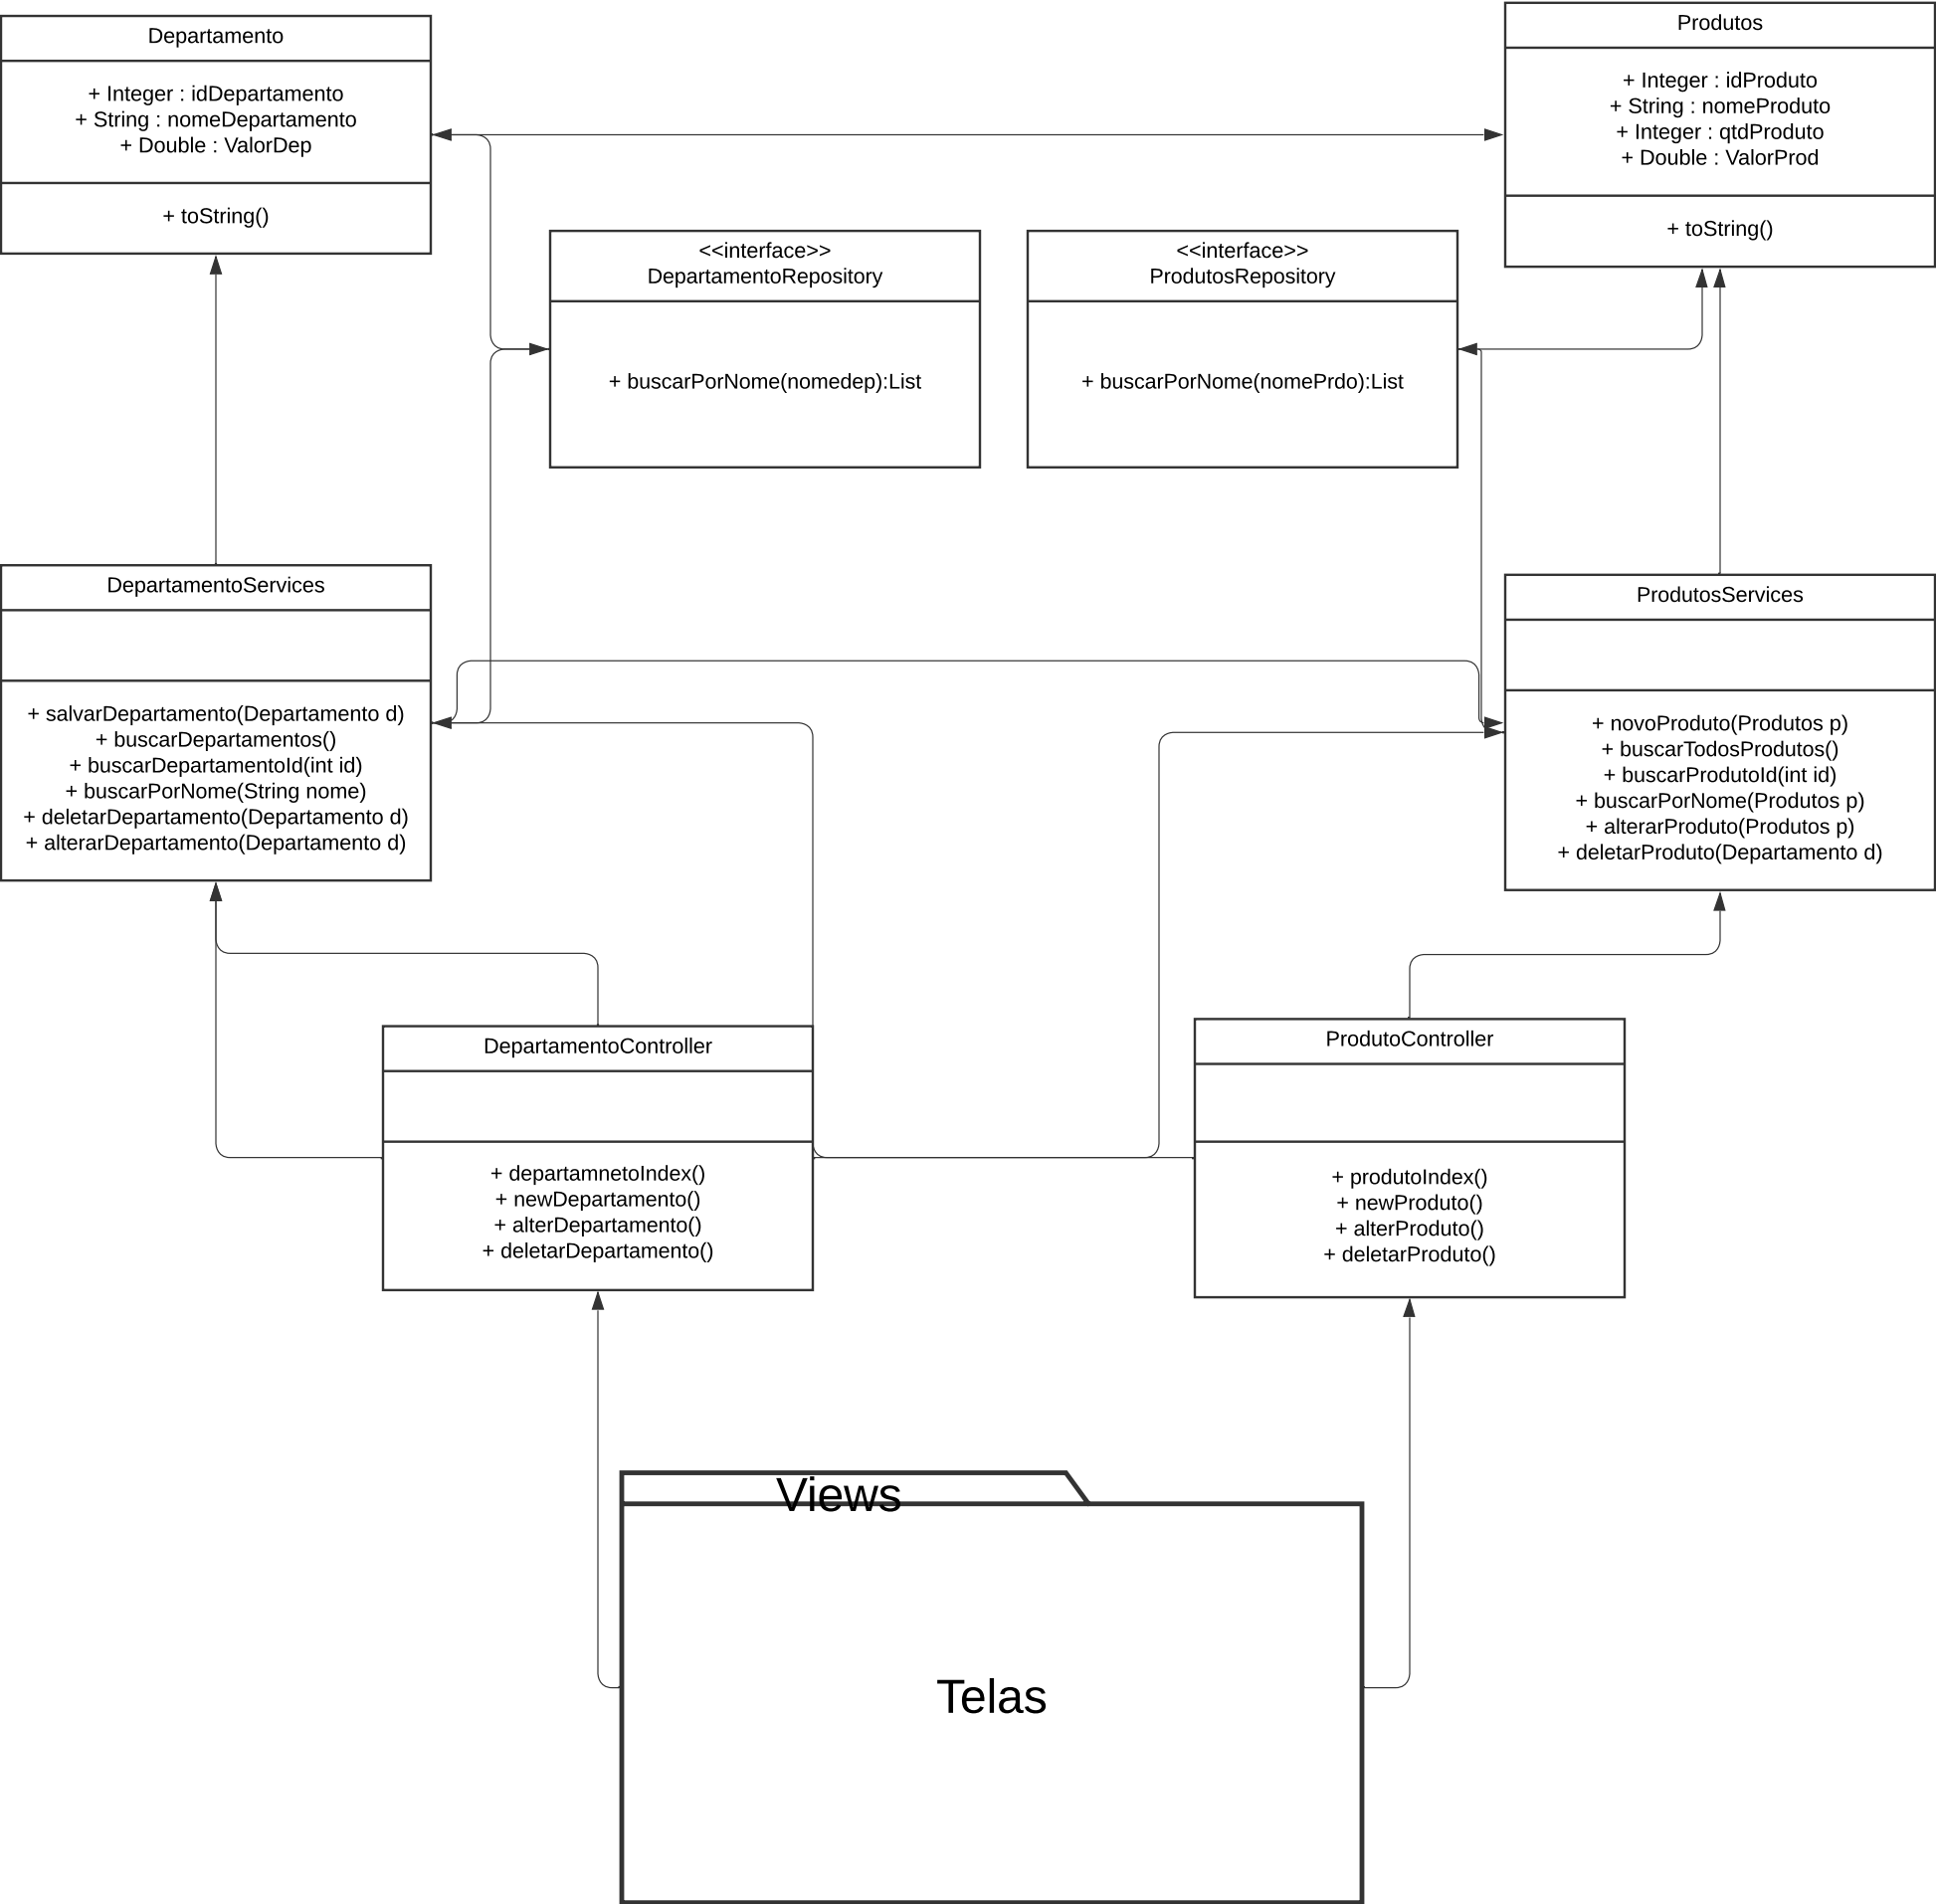 Departamento
+ Integer : idDepartamento
+ String : nomeDepartamento
+ Double : ValorDep
+ toString()
Produtos
+ Integer : idProduto
+ String : nomeProduto
+ Integer : qtdProduto
+ Double : ValorProd
+ toString()
<<interface>>
DepartamentoRepository
+ buscarPorNome(nomedep):List
<<interface>>
ProdutosRepository
+ buscarPorNome(nomePrdo):List
DepartamentoServices
+ salvarDepartamento(Departamento d)
+ buscarDepartamentos()
+ buscarDepartamentoId(int id)
+ buscarPorNome(String nome)
+ deletarDepartamento(Departamento d)
+ alterarDepartamento(Departamento d)
ProdutosServices
+ novoProduto(Produtos p)
+ buscarTodosProdutos()
+ buscarProdutoId(int id)
+ buscarPorNome(Produtos p)
+ alterarProduto(Produtos p)
+ deletarProduto(Departamento d)
DepartamentoController
+ departamnetoIndex()
+ newDepartamento()
+ alterDepartamento()
+ deletarDepartamento()
ProdutoController
+ produtoIndex()
+ newProduto()
+ alterProduto()
+ deletarProduto()
Views
Telas